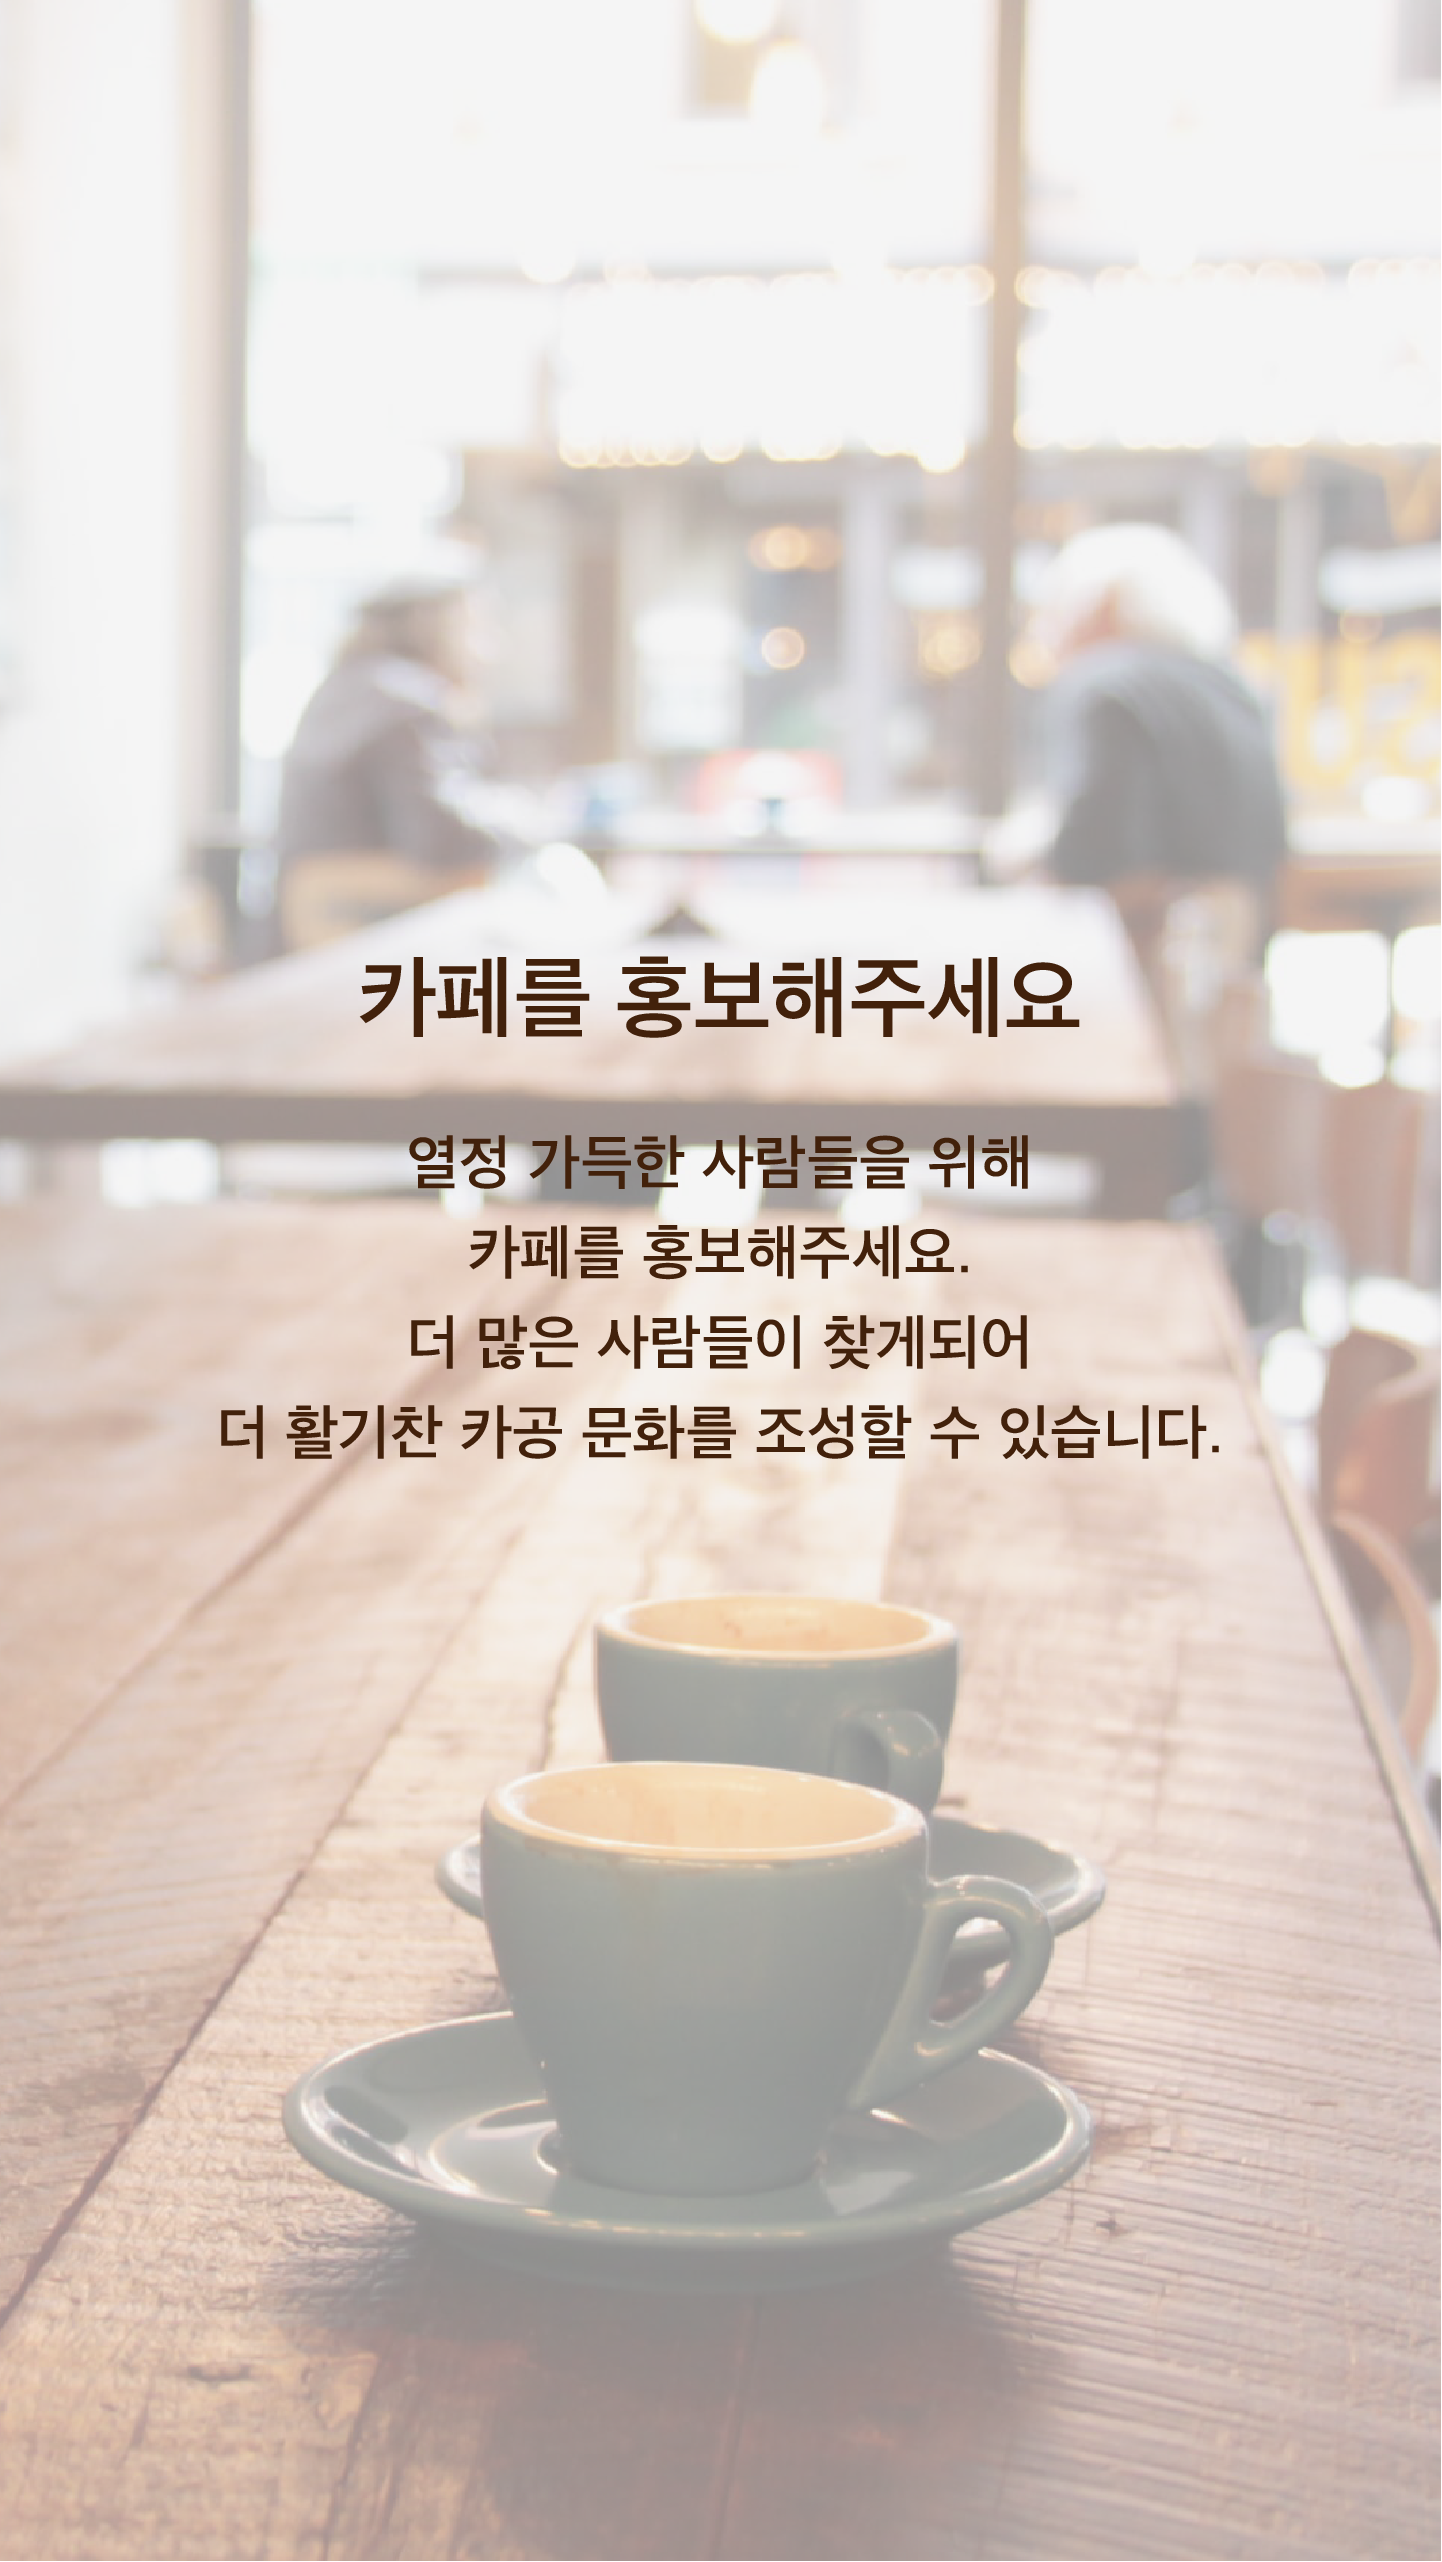 카페를 홍보해주세요
열정 가득한 사람들을 위해
카페를 홍보해주세요.
더 많은 사람들이 찾게되어
더 활기찬 카공 문화를 조성할 수 있습니다.